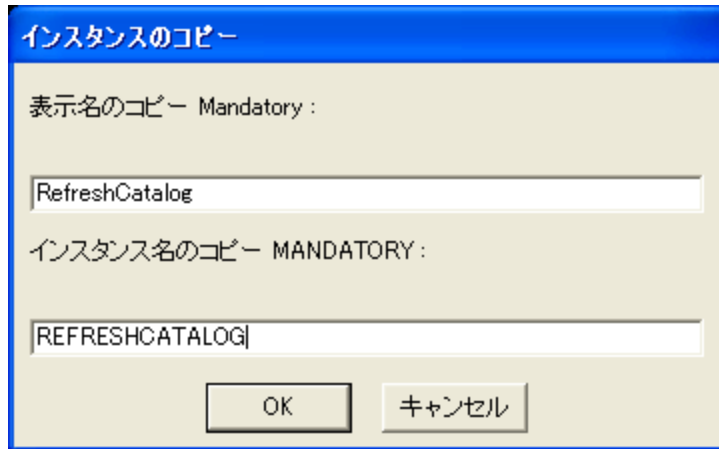 インスタンスのコピー
表示名のコピー Mandatory :
RefreshCatalog
インスタンス名のコピー MANDATORY :
REFRESHCATALOG
OK キャンセル